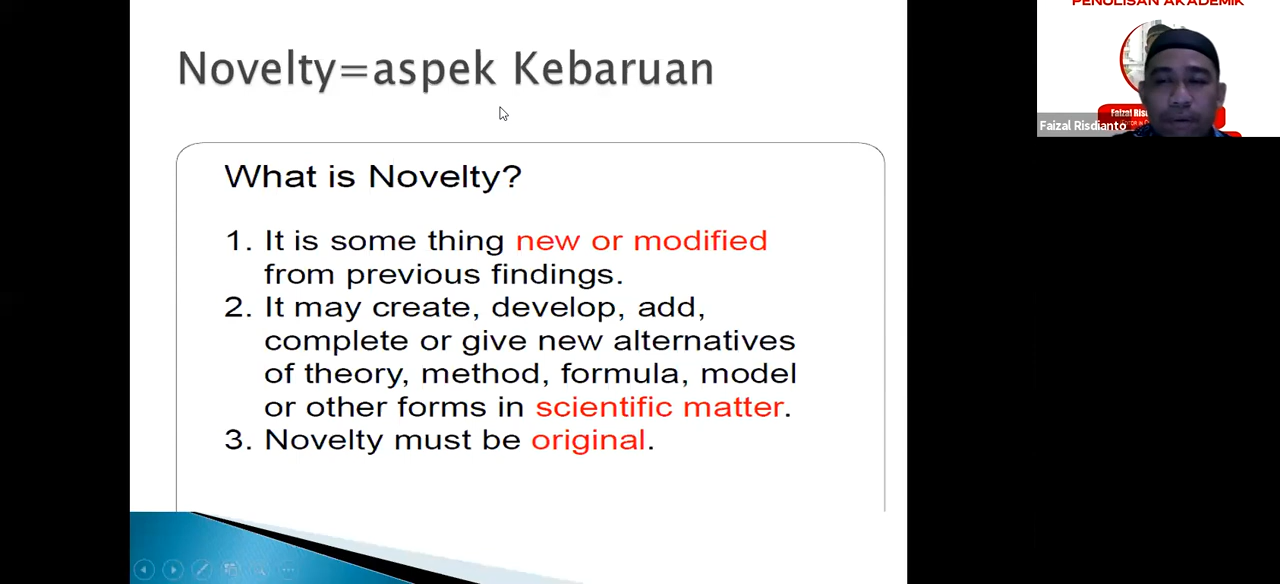 PENULISAN AKADEMIK
Novelty=aspek Kebaruan
Faizal Risdianto
What is Novelty?
1. It is some thing new or modified
from previous findings.
2. It may create, develop, add,
complete or give new alternatives
of theory, method, formula, model
or other forms in scientific matter.
3. Novelty must be original.